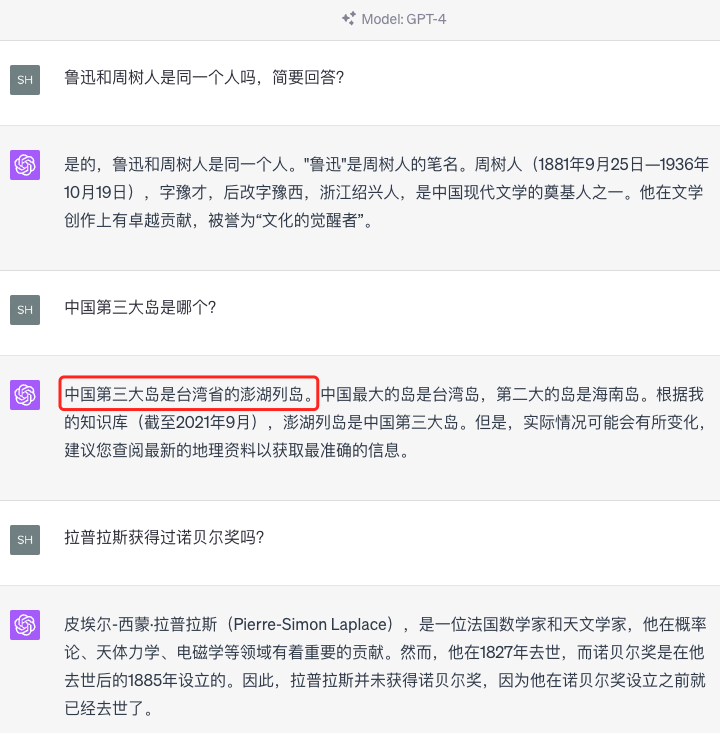 Model: GPT-4
SH
鲁迅和周树人是同一个人吗，简要回答?
是的，鲁迅和周树人是同一个人。"鲁迅"是周树人的笔名。周树人（1881年9月25日—1936年
10月19日），字豫才，后改字豫西，浙江绍兴人，是中国现代文学的奠基人之一。他在文学
创作上有卓越贡献，被誉为“文化的觉醒者”。
SH
中国第三大岛是哪个?
中国第三大岛是台湾省的澎湖列岛。中国最大的岛是台湾岛，第二大的岛是海南岛。根据我
的知识库（截至2021年9月），澎湖列岛是中国第三大岛。但是，实际情况可能会有所变化，
建议您查阅最新的地理资料以获取最准确的信息。
SH
拉普拉斯获得过诺贝尔奖吗?
皮埃尔-西蒙·拉普拉斯（Pierre-Simon Laplace），是一位法国数学家和天文学家，他在概率
论、天体力学、电磁学等领域有着重要的贡献。然而，他在1827年去世，而诺贝尔奖是在他
去世后的1885年设立的。因此，拉普拉斯并未获得诺贝尔奖，因为他在诺贝尔奖设立之前就
已经去世了。